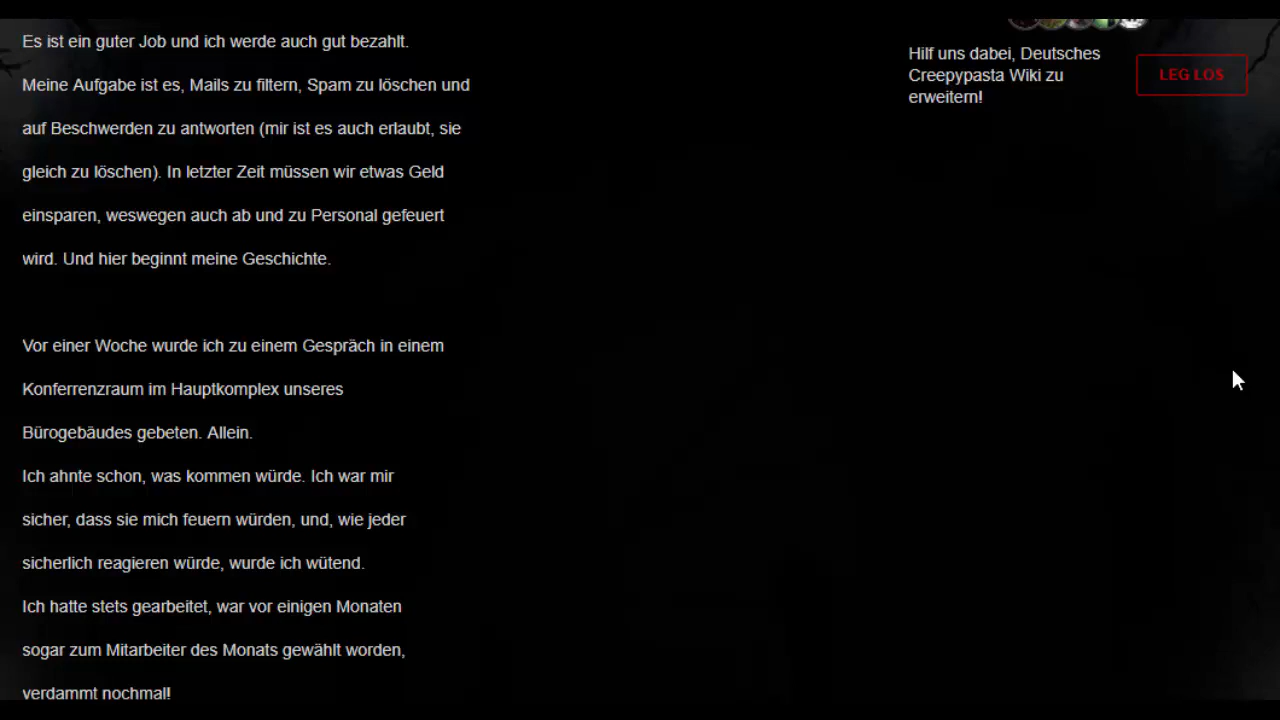 Es ist ein guter Job und ich werde auch gut bezahlt.
Meine Aufgabe ist es, Mails zu filtern, Spam zu löschen und
auf Beschwerden zu antworten (mir ist es auch erlaubt, sie
gleich zu löschen). In letzter Zeit müssen wir etwas Geld
einsparen, weswegen auch ab und zu Personal gefeuert
wird. Und hier beginnt meine Geschichte.
Vor einer Woche wurde ich zu einem Gespräch in einem
Konferrenzraum im Hauptkomplex unseres
Bürogebäudes gebeten. Allein.
Ich ahnte schon, was kommen würde. Ich war mir
sicher, dass sie mich feuern würden, und, wie jeder
sicherlich reagieren würde, wurde ich wütend.
Ich hatte stets gearbeitet, war vor einigen Monaten
sogar zum Mitarbeiter des Monats gewählt worden,
verdammt nochmal!
Hilf uns dabei, Deutsches
Creepypasta Wiki zu
erweitern!
LEG LOS